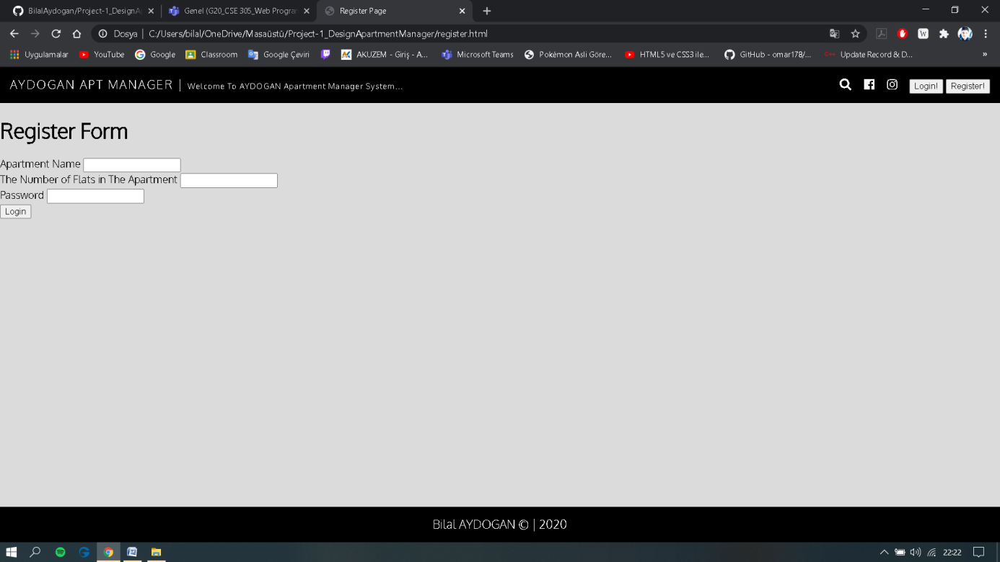 BilalAydogan/Project-1_DesignAp
Genel (G20_CSE 305_Web Program
Register Page
Dosya | C:/Users/bilal/OneDrive/Masaüstü/Project-1_DesignApartmentManager/register.html
Uygulamalar YouTube Google Classroom Google Çeviri AKUZEM - Giriş - A... Microsoft Teams Pokémon Asli Göre... HTML5 ve CSS3 ile... GitHub - omar178/... C++ Update Record & D... »
AYDOGAN APT MANAGER | Welcome To AYDOGAN Apartment Manager System... Login! Register!
Register Form
Apartment Name
The Number of Flats in The Apartment
Password
Login
Bilal AYDOGAN © | 2020
22:22